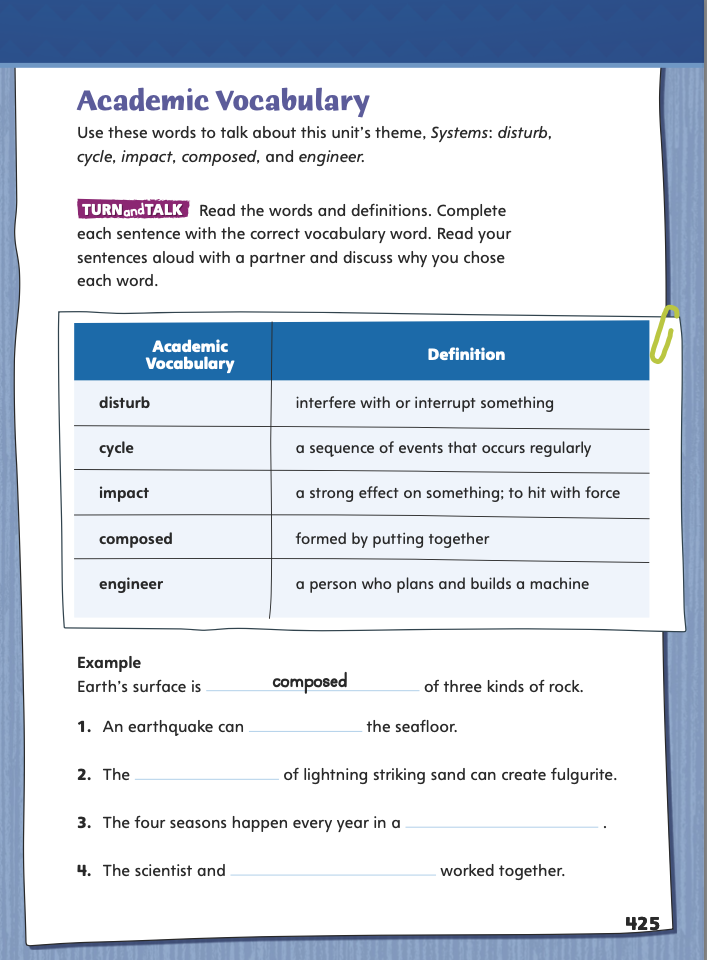 Academic Vocabulary
Use these words to talk about this unit's theme, Systems: disturb,
cycle, impact, composed, and engineer.
TURN and TALK Read the words and definitions. Complete
each sentence with the correct vocabulary word. Read your
sentences aloud with a partner and discuss why you chose
each word.
Academic
Vocabulary
Definition
disturb interfere with or interrupt something
cycle a sequence of events that occurs regularly
impact a strong effect on something; to hit with force
composed formed by putting together
engineer a person who plans and builds a machine
Example
Earth's surface is composed of three kinds of rock.
1. An earthquake can the seafloor.
2. The of lightning striking sand can create fulgurite.
3. The four seasons happen every year in a .
4. The scientist and worked together.
425